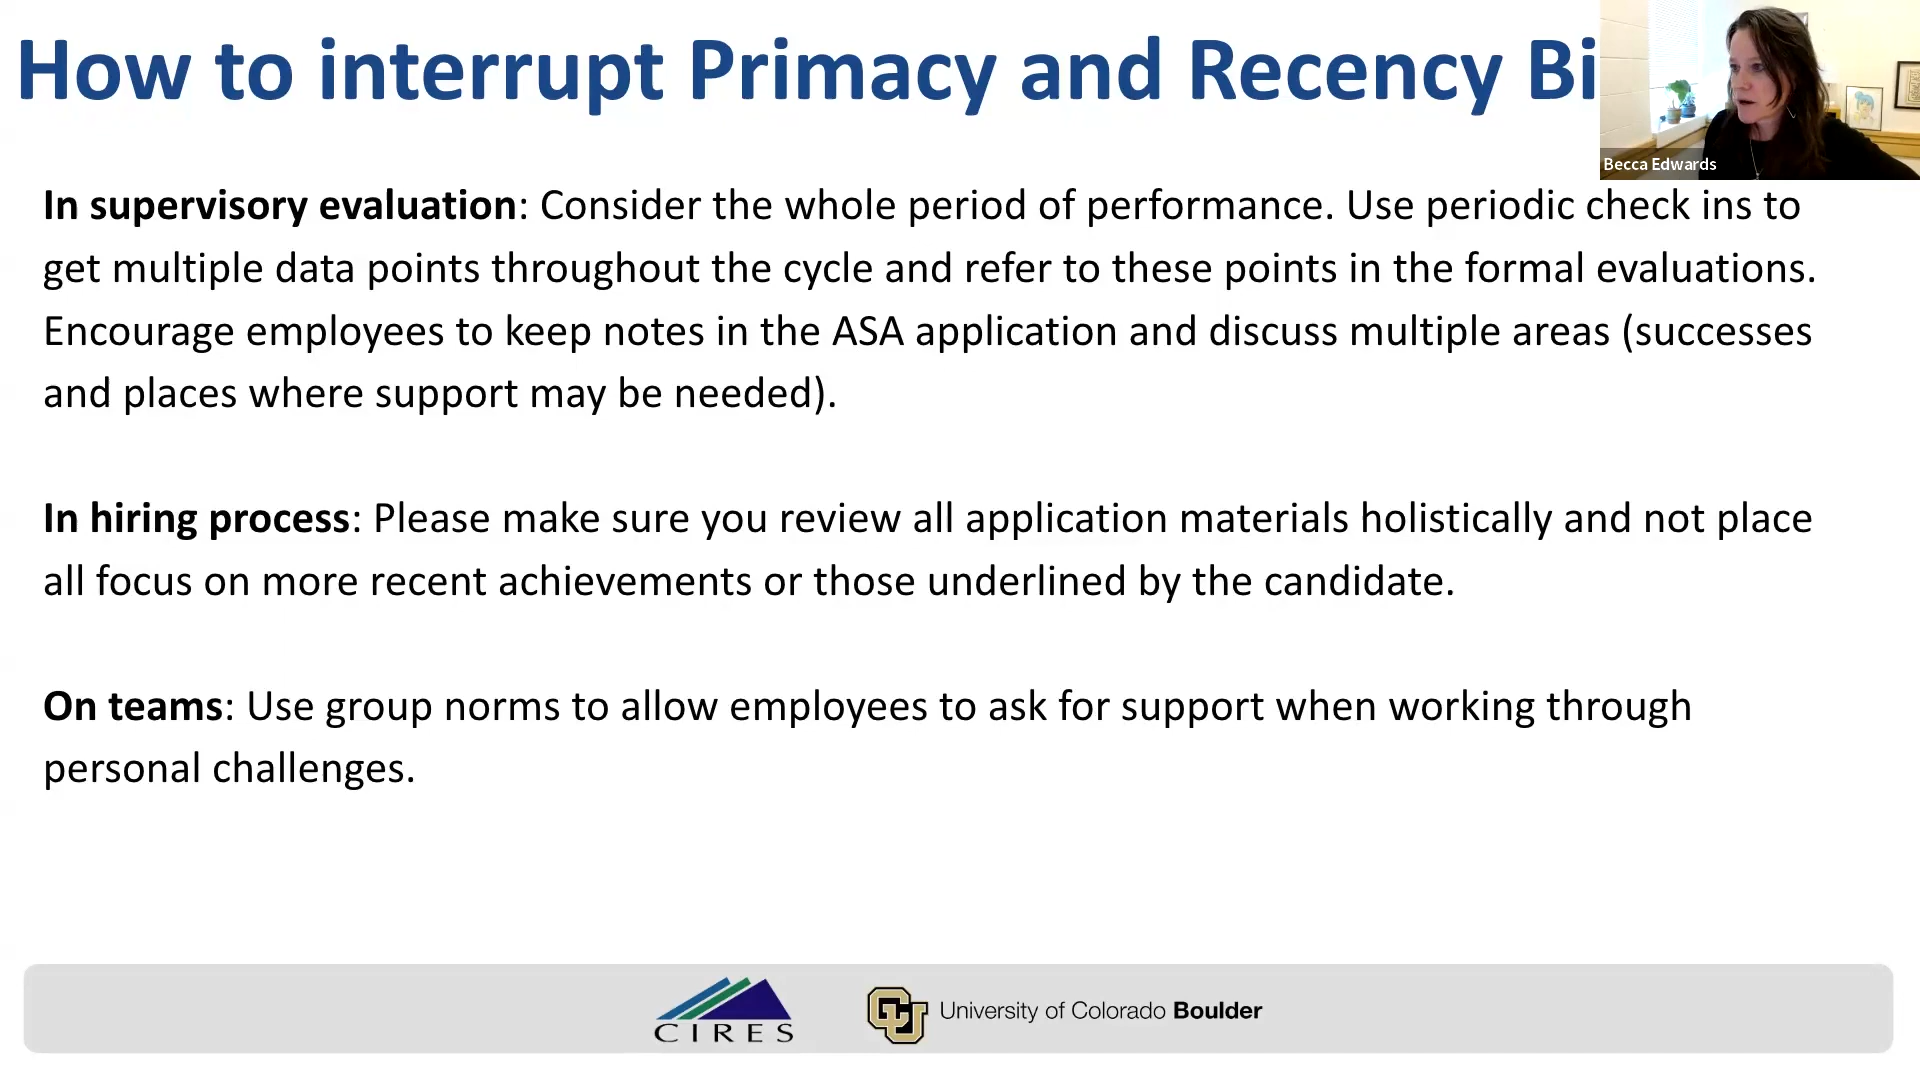 How to interrupt Primacy and Recency Bi
Becca Edwards
In supervisory evaluation: Consider the whole period of performance. Use periodic check ins to
get multiple data points throughout the cycle and refer to these points in the formal evaluations.
Encourage employees to keep notes in the ASA application and discuss multiple areas (successes
and places where support may be needed).
In hiring process: Please make sure you review all application materials holistically and not place
all focus on more recent achievements or those underlined by the candidate.
On teams: Use group norms to allow employees to ask for support when working through
personal challenges.
CIRES
CU University of Colorado Boulder